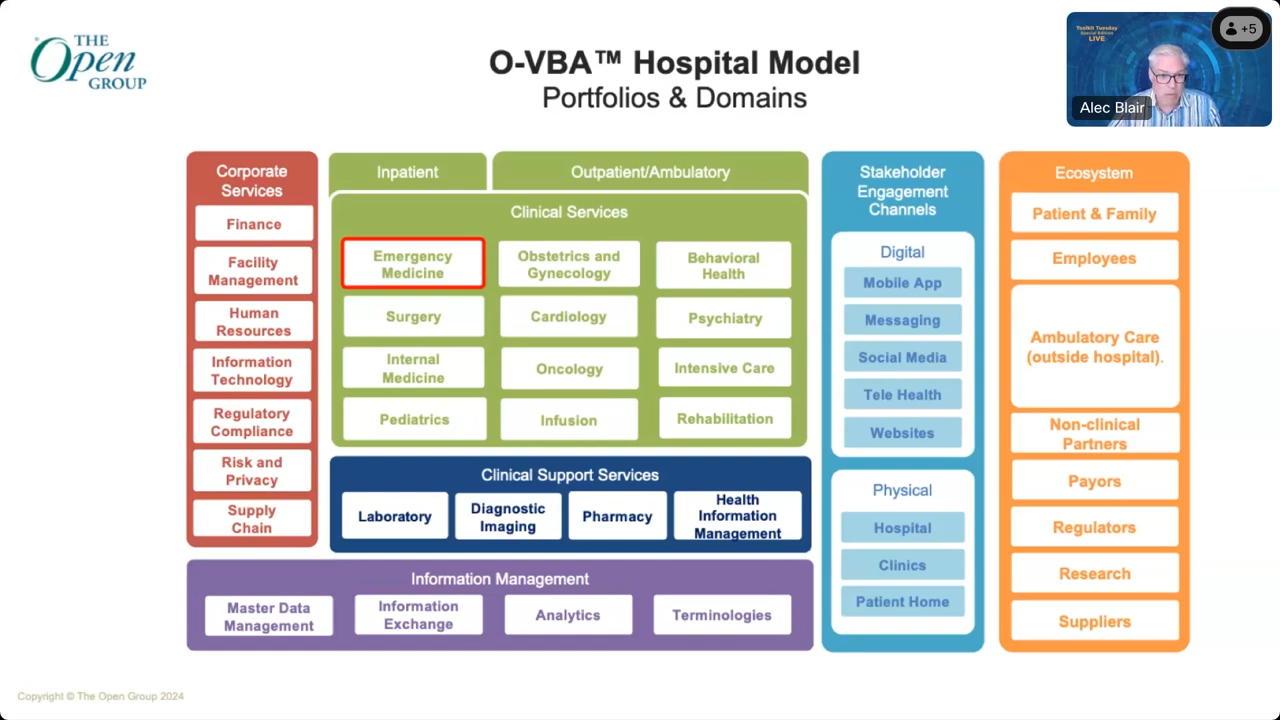 THE
Open
GROUP
O-VBA™ Hospital Model
Portfolios & Domains
Toolkit Tuesday
Special Edition
LIVE
+5
Alec Blair
Corporate
Services
Finance
Facility
Management
Human
Resources
Information
Technology
Regulatory
Compliance
Risk and
Privacy
Supply
Chain
Inpatient
Outpatient/Ambulatory
Clinical Services
Emergency
Medicine
Obstetrics and
Gynecology
Behavioral
Health
Surgery
Cardiology
Psychiatry
Internal
Medicine
Oncology
Intensive Care
Pediatrics
Infusion
Rehabilitation
Clinical Support Services
Laboratory
Diagnostic
Imaging
Pharmacy
Health
Information
Management
Information Management
Master Data
Management
Information
Exchange
Analytics
Terminologies
Stakeholder
Engagement
Channels
Digital
Mobile App
Messaging
Social Media
Tele Health
Websites
Physical
Hospital
Clinics
Patient Home
Ecosystem
Patient & Family
Employees
Ambulatory Care
(outside hospital).
Non-clinical
Partners
Payors
Regulators
Research
Suppliers
Copyright © The Open Group 2024